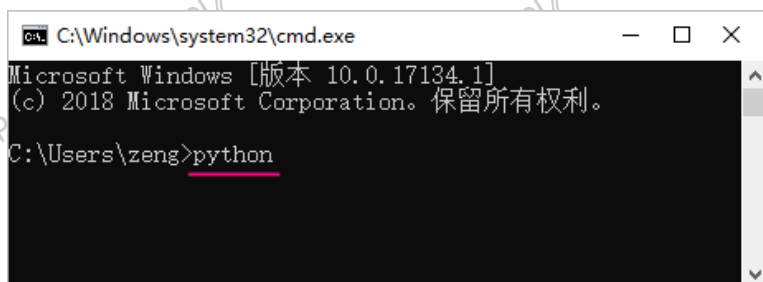 C:\Windows\system32\cmd.exe
Microsoft Windows [版本 10.0.17134.1]
(c) 2018 Microsoft Corporation。保留所有权利。
C:\Users\zeng>python